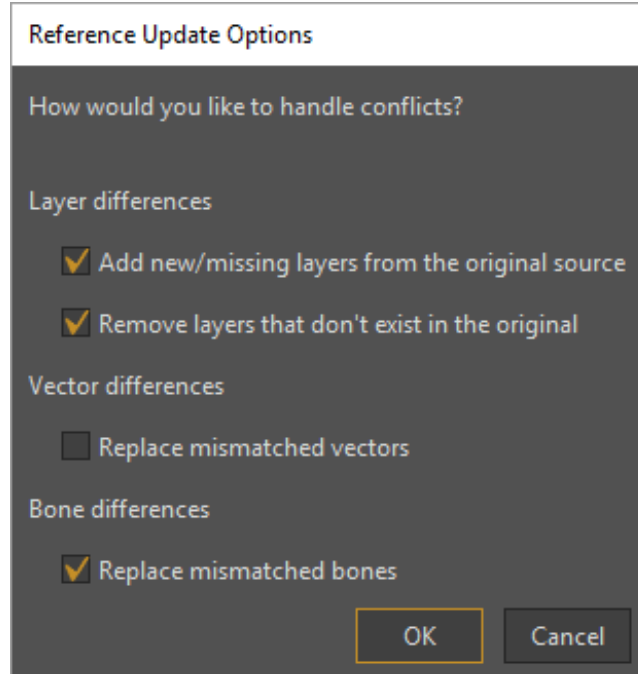 Reference Update Options
How would you like to handle conflicts?
Layer differences
Add new/missing layers from the original source
Remove layers that don't exist in the original
Vector differences
Replace mismatched vectors
Bone differences
Replace mismatched bones
OK
Cancel